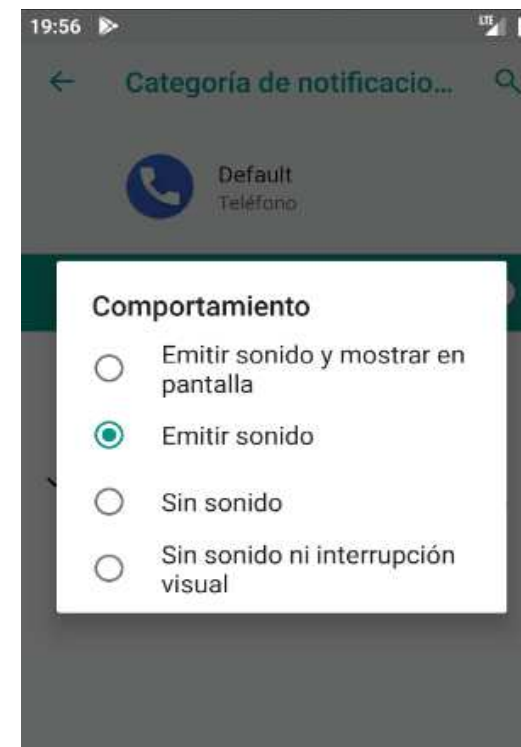 19:56 LTE
Categoría de notificacio...
Default
Teléfono
Comportamiento
Emitir sonido y mostrar en
pantalla
Emitir sonido
Sin sonido
Sin sonido ni interrupción
visual